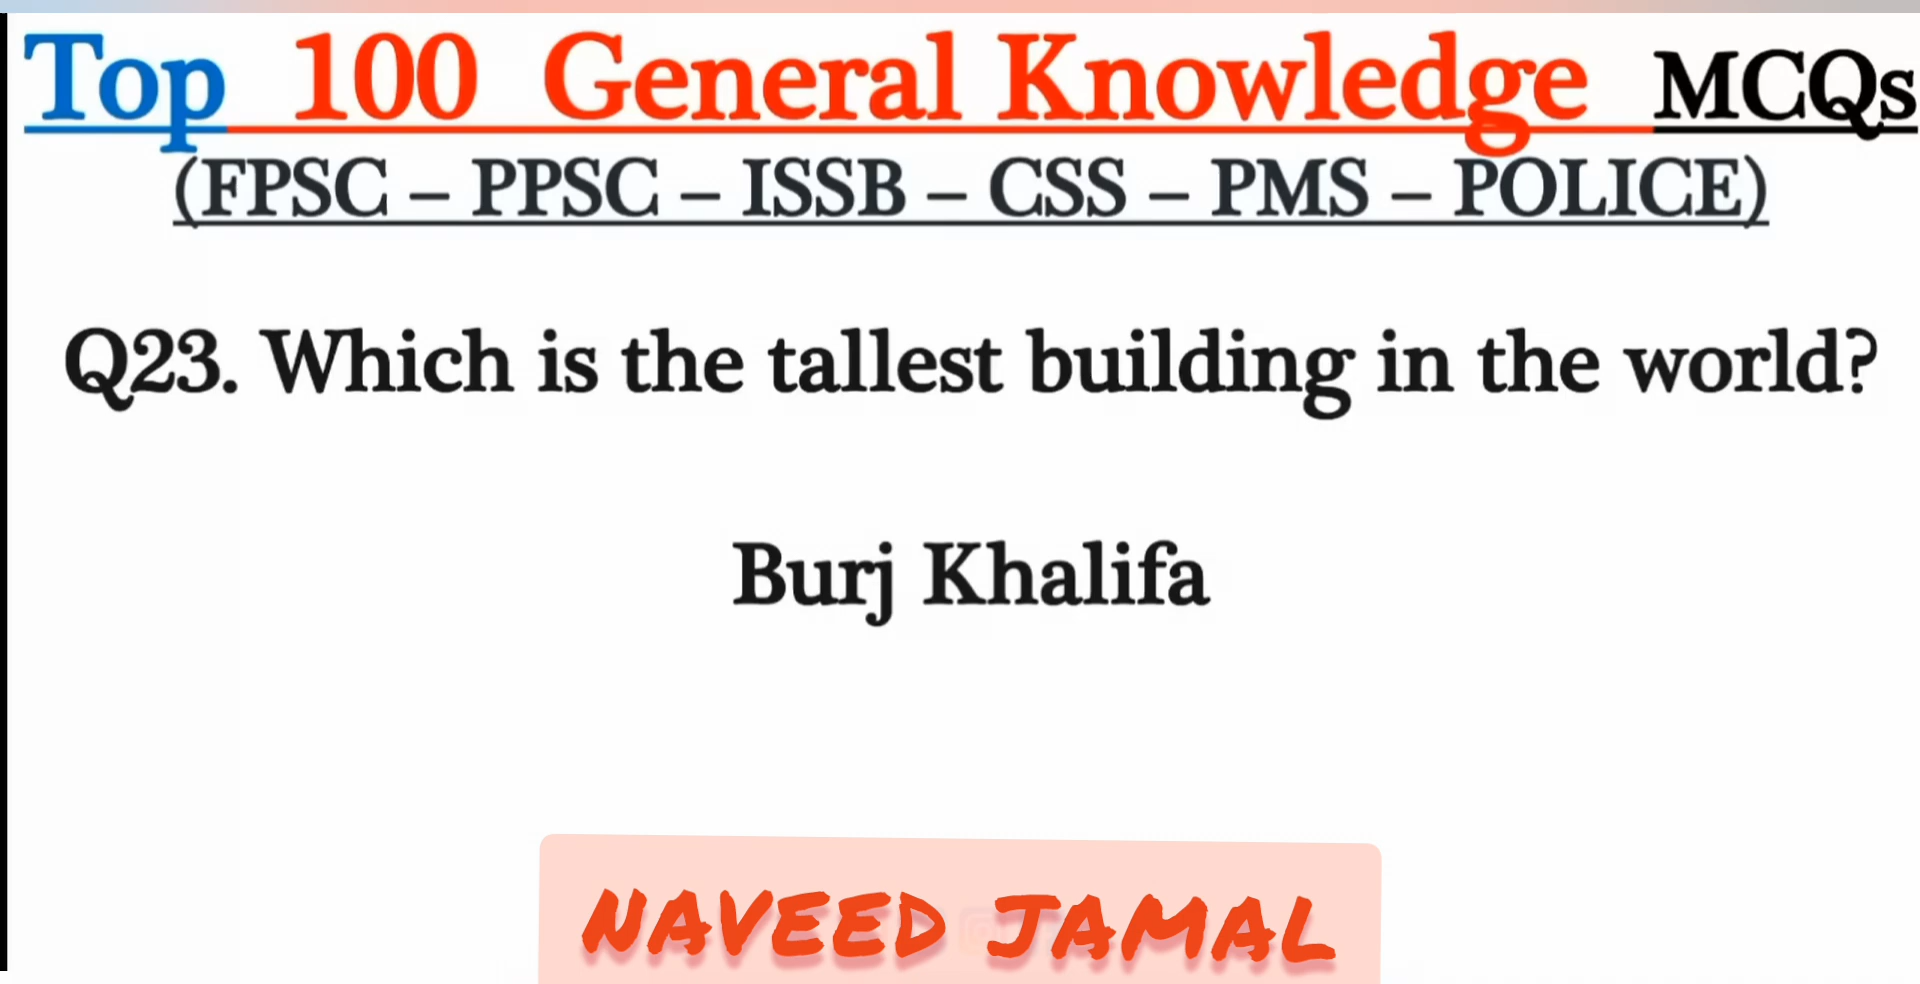 Top 100 General Knowledge MCQs
(FPSC – PPSC – ISSB – CSS – PMS – POLICE)
Q23. Which is the tallest building in the world?
Burj Khalifa
NAVEED JAMAL